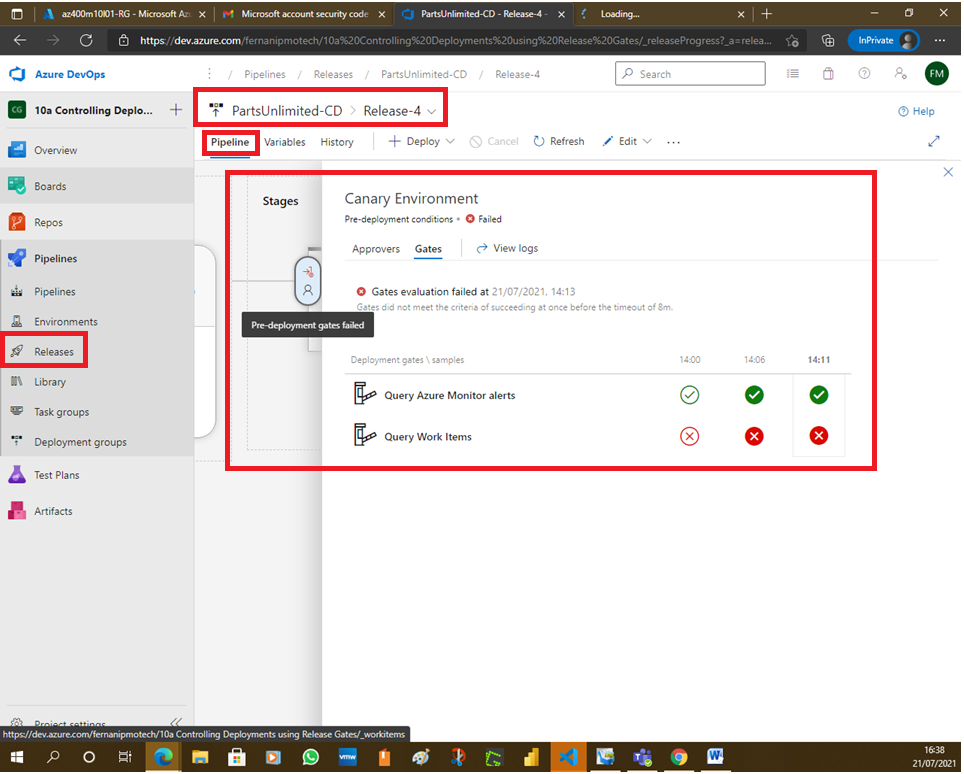 az400m10l01-RG - Microsoft Az
Microsoft account security code
PartsUnlimited-CD - Release-4 -
Loading...
https://dev.azure.com/fernanipmotech/10a%20Controlling%20Deployments%20using%20Release%20Gates/_releaseProgress?_a=relea...
InPrivate
Azure DevOps
/ Pipelines / Releases / PartsUnlimited-CD / Release-4
Search
FM
CG 10a Controlling Deplo... +
PartsUnlimited-CD > Release-4
Help
Pipeline Variables History
Deploy Cancel Refresh Edit ...
Overview
Boards
Repos
Pipelines
Pipelines
Environments
Releases
Library
Task groups
Deployment groups
Test Plans
Artifacts
Project settings
Stages
Canary Environment
Pre-deployment conditions • Failed
Approvers Gates View logs
Gates evaluation failed at 21/07/2021, 14:13
Gates did not meet the criteria of succeeding at once before the timeout of 8m.
Pre-deployment gates failed
Deployment gates \ samples 14:00 14:06 14:11
Query Azure Monitor alerts
Query Work Items
https://dev.azure.com/fernanipmotech/10a Controlling Deployments using Release Gates/_workitems
vmw
16:38
21/07/2021